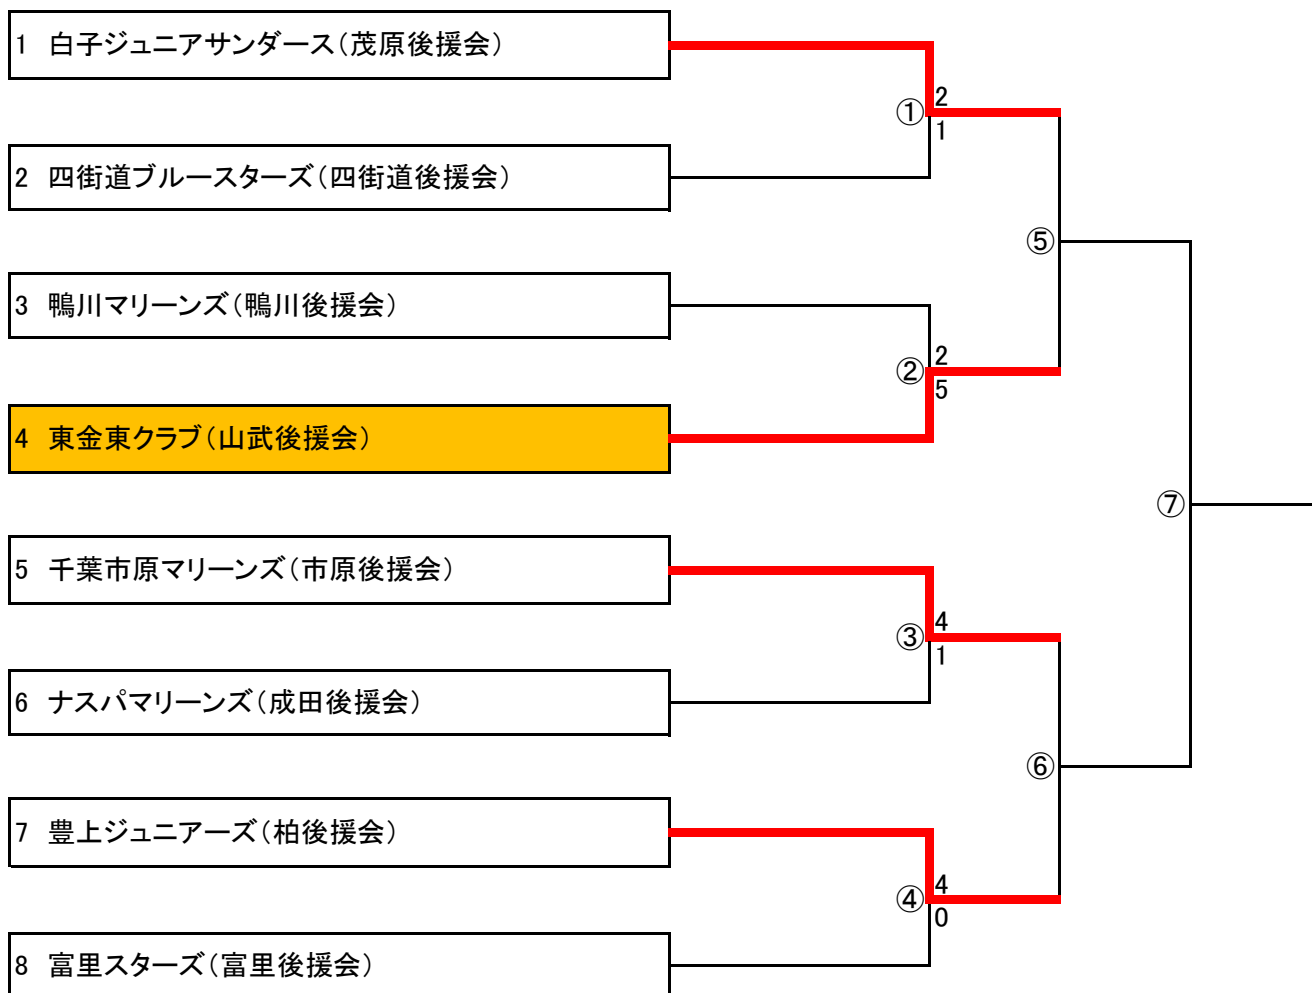 1 白子ジュニアサンダース(茂原後援会)
2
①
1
2 四街道ブルースターズ(四街道後援会)
⑤
3 鴨川マリーンズ(鴨川後援会)
2
②
5
4 東金東クラブ(山武後援会)
⑦
5 千葉市原マリーンズ(市原後援会)
4
③
1
6 ナスパマリーンズ(成田後援会)
⑥
7 豊上ジュニアーズ(柏後援会)
4
④
0
8 富里スターズ(富里後援会)